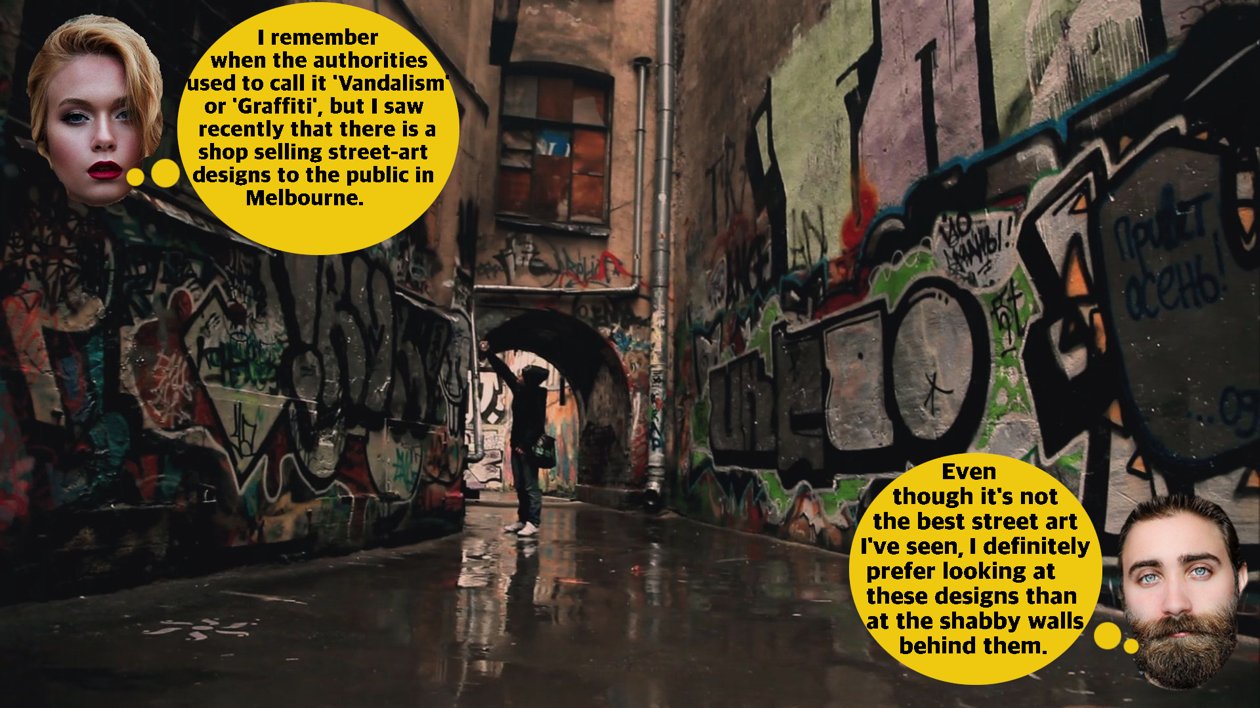 I remember
when the authorities
used to call it 'Vandalism'
or 'Graffiti', but I saw
recently that there is a
shop selling street-art
designs to the public in
Melbourne.
Привет
осень!
Even
though it's not
the best street art
I've seen, I definitely
prefer looking at
these designs than
at the shabby walls
behind them.